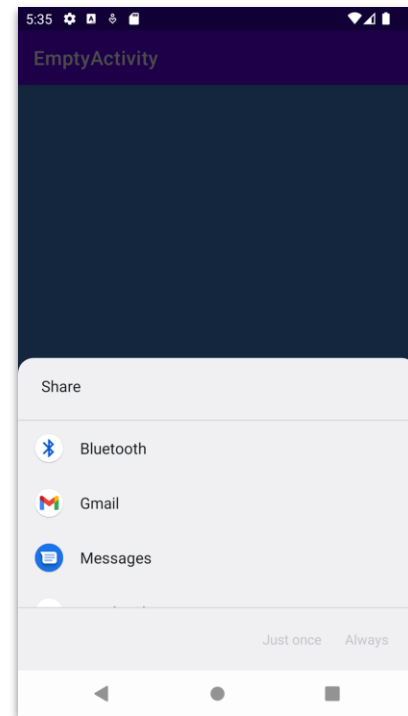 5:35
EmptyActivity
Share
Bluetooth
Gmail
Messages
Just once Always